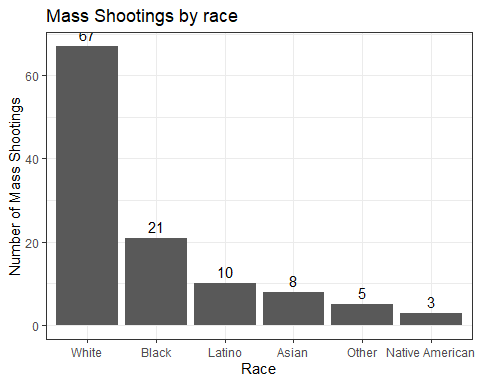 Mass Shootings by race
67
60
21
40
20
10
8
5
3
0
Number of Mass Shootings
White Black Latino Asian Other Native American
Race